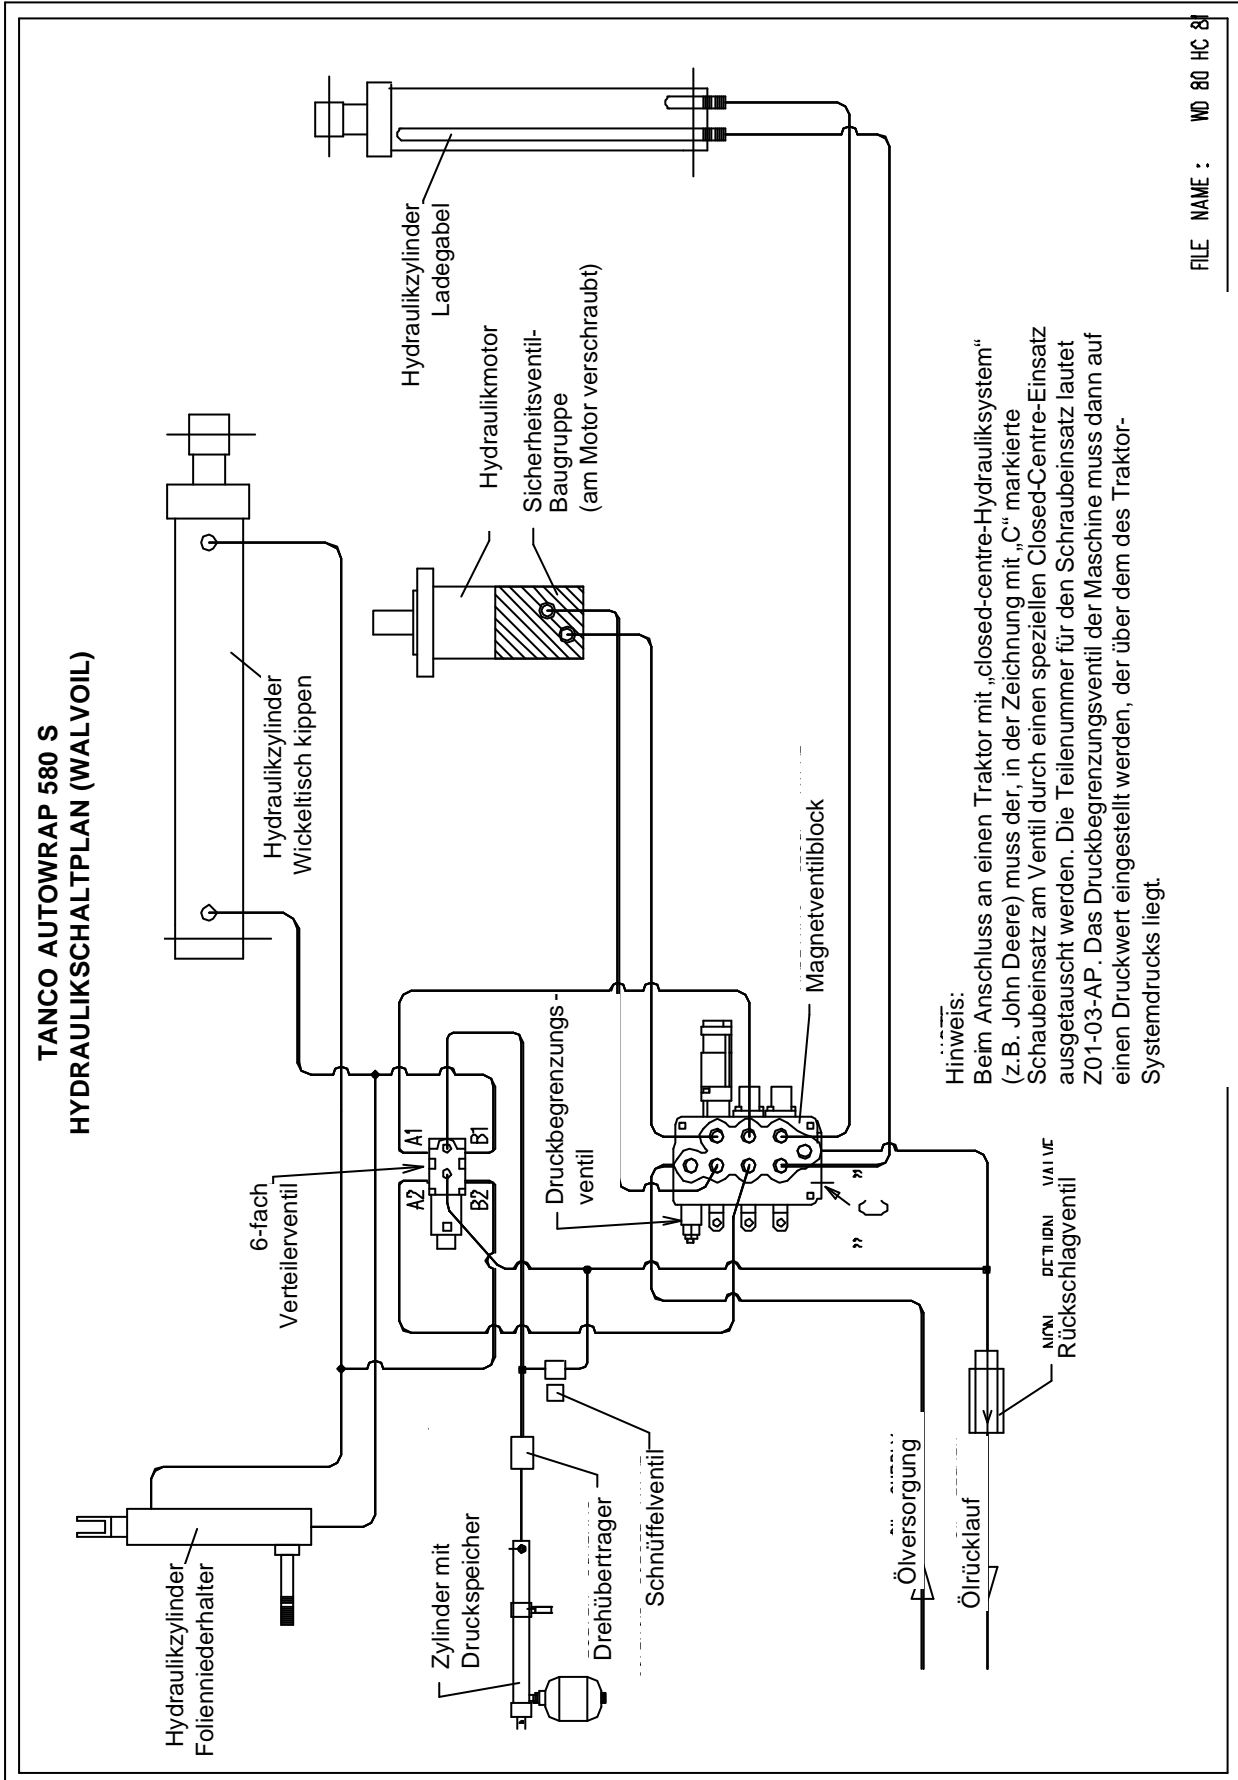 TANCO AUTOWRAP 580 S
HYDRAULIKSCHALTPLAN (WALVOIL)
Hydraulikzylinder
Folienniederhalter
6-fach
Verteilerventil
A2
A1
B2
B1
Hydraulikzylinder
Wickeltisch kippen
Hydraulikzylinder
Ladegabel
Hydraulikmotor
Sicherheitsventil-
Baugruppe
(am Motor verschraubt)
Zylinder mit
Druckspeicher
Drehübertrager
Schnüffelventil
Druckbegrenzungs-
ventil
Magnetventilblock
" C "
Ölversorgung
Ölrücklauf
Rückschlagventil
Hinweis:
Beim Anschluss an einen Traktor mit „closed-centre-Hydrauliksystem“
(z.B. John Deere) muss der, in der Zeichnung mit „C“ markierte
Schaubeinsatz am Ventil durch einen speziellen Closed-Centre-Einsatz
ausgetauscht werden. Die Teilenummer für den Schraubeinsatz lautet
Z01-03-AP. Das Druckbegrenzungsventil der Maschine muss dann auf
einen Druckwert eingestellt werden, der über dem des Traktor-
Systemdrucks liegt.
FILE NAME : WD 80 HC